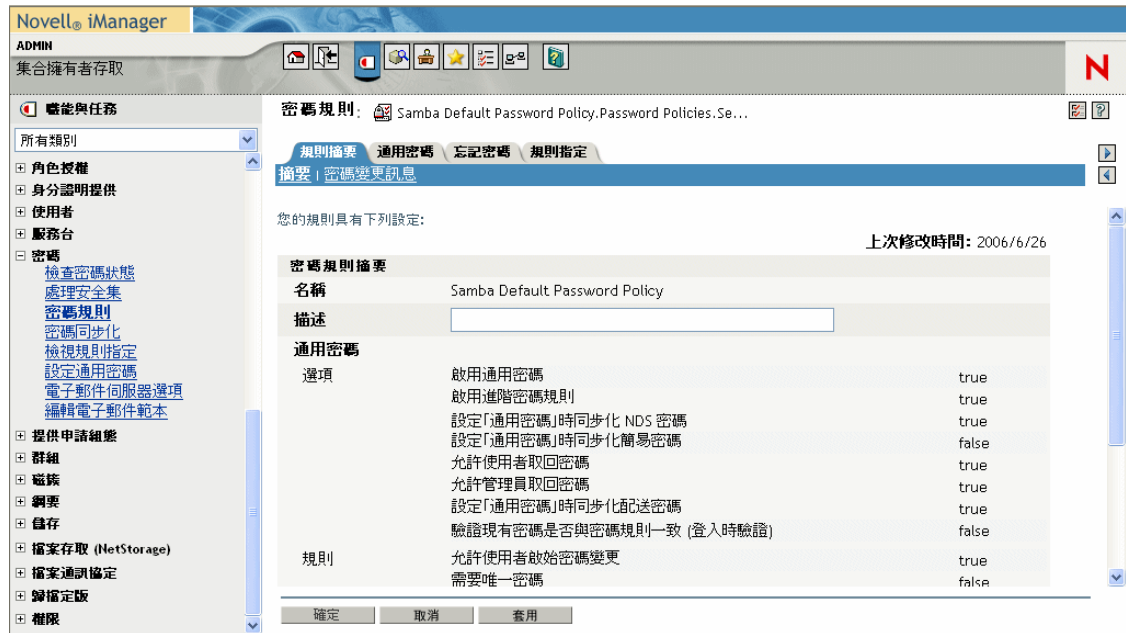 Novell® iManager
ADMIN
集合擁有者存取
N
職能與任務
所有類別
角色授權
身分證明提供
使用者
服務台
密碼
檢查密碼狀態
處理安全集
密碼規則
密碼同步化
檢視規則指定
設定通用密碼
電子郵件伺服器選項
編輯電子郵件範本
提供申請組態
群組
磁簇
綱要
儲存
檔案存取 (NetStorage)
檔案通訊協定
歸檔定版
權限
密碼規則: Samba Default Password Policy.Password Policies.Se...
規則摘要 通用密碼 忘記密碼 規則指定
摘要 | 密碼變更訊息
您的規則具有下列設定:
上次修改時間: 2006/6/26
密碼規則摘要
名稱 Samba Default Password Policy
描述
通用密碼
選項 啟用通用密碼 true
啟用進階密碼規則 true
設定「通用密碼」時同步化 NDS 密碼 true
設定「通用密碼」時同步化簡易密碼 false
允許使用者取回密碼 true
允許管理員取回密碼 true
設定「通用密碼」時同步化配送密碼 true
驗證現有密碼是否與密碼規則一致 (登入時驗證) false
規則 允許使用者啟始密碼變更 true
需要唯一密碼 false
確定 取消 套用